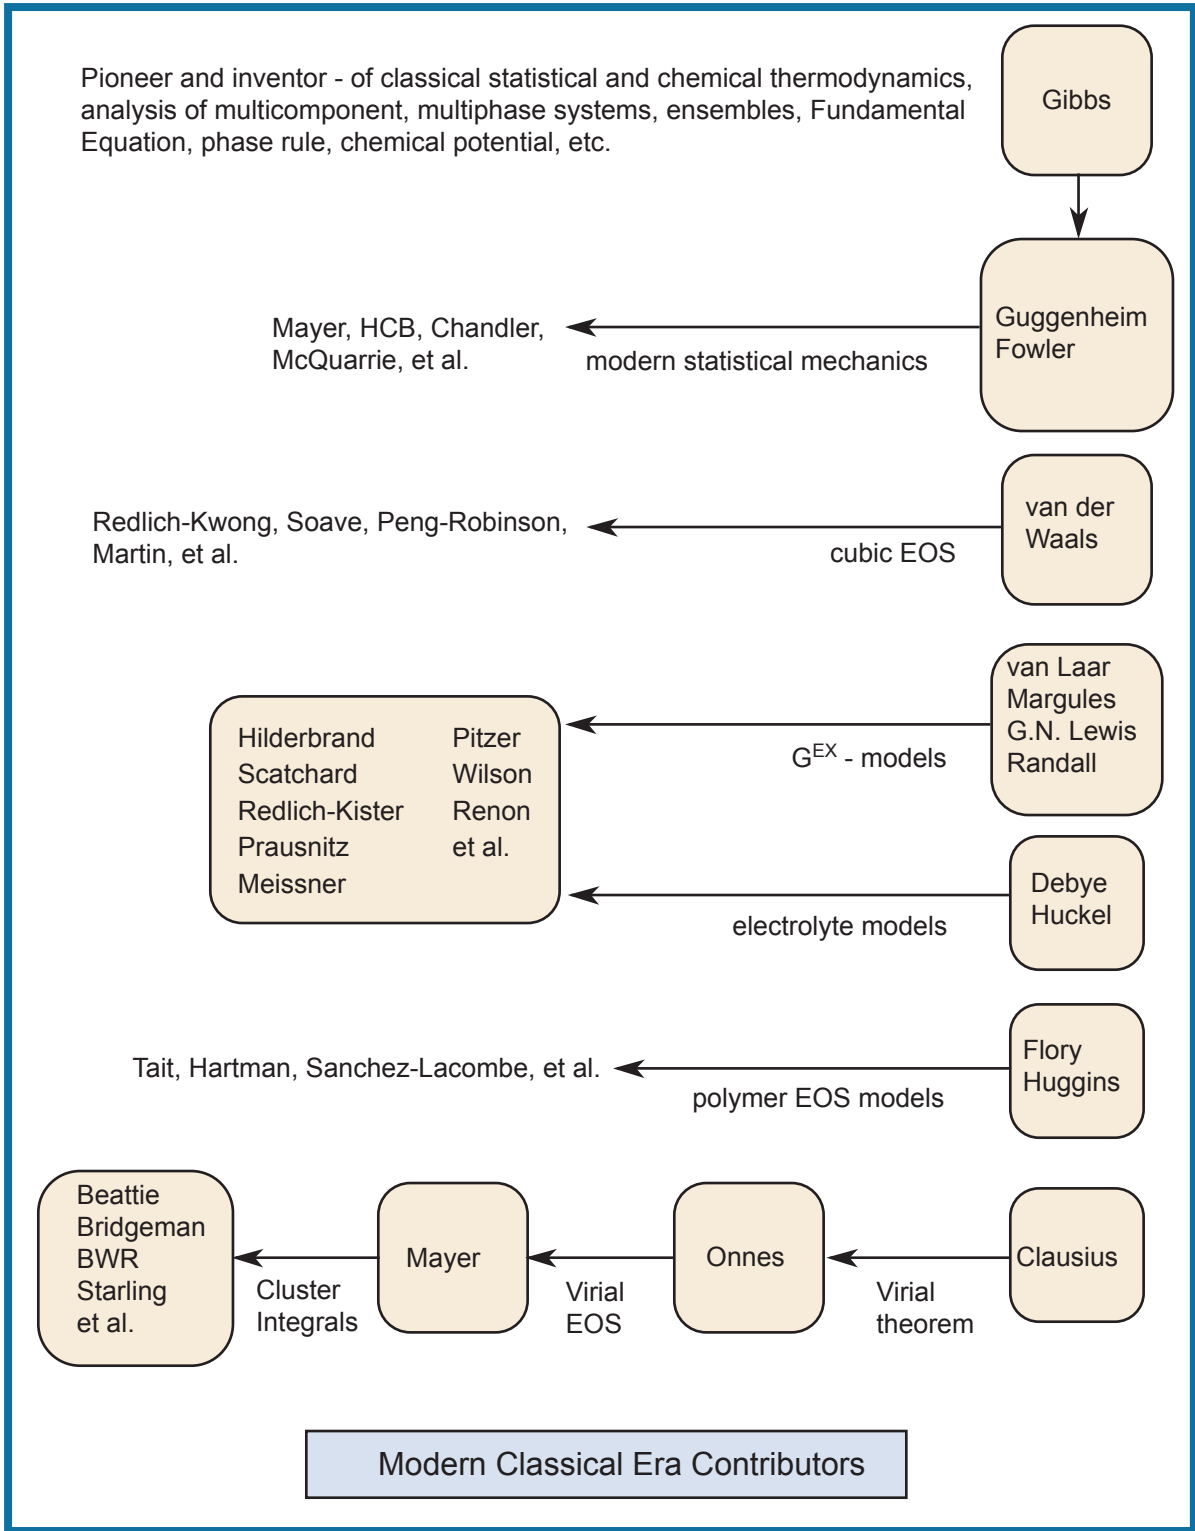 Pioneer and inventor - of classical statistical and chemical thermodynamics,
analysis of multicomponent, multiphase systems, ensembles, Fundamental
Equation, phase rule, chemical potential, etc.
Gibbs
Guggenheim
Fowler
Mayer, HCB, Chandler,
McQuarrie, et al.
modern statistical mechanics
van der
Waals
Redlich-Kwong, Soave, Peng-Robinson,
Martin, et al.
cubic EOS
van Laar
Margules
G.N. Lewis
Randall
G^EX - models
Hilderbrand
Scatchard
Redlich-Kister
Prausnitz
Meissner
Pitzer
Wilson
Renon
et al.
Debye
Huckel
electrolyte models
Flory
Huggins
Tait, Hartman, Sanchez-Lacombe, et al.
polymer EOS models
Beattie
Bridgeman
BWR
Starling
et al.
Cluster
Integrals
Mayer
Virial
EOS
Onnes
Virial
theorem
Clausius
Modern Classical Era Contributors